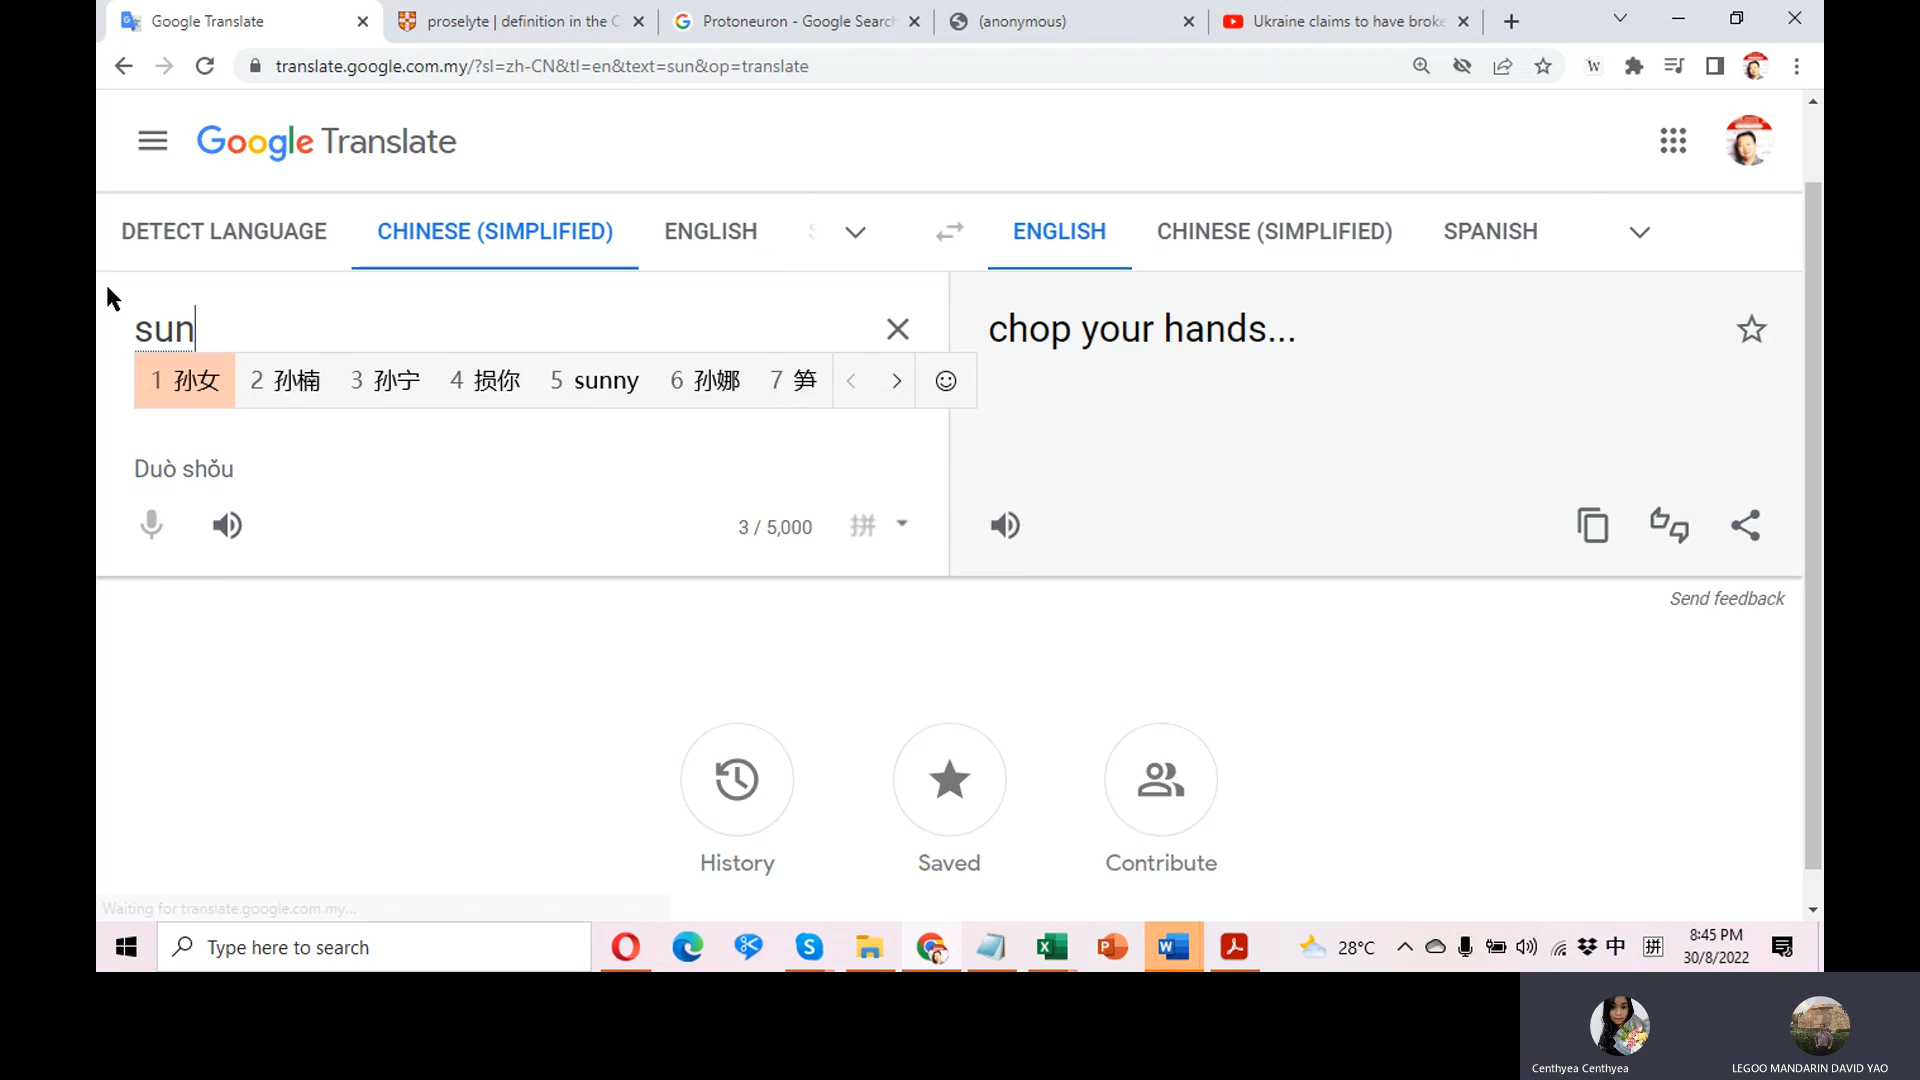 Google Translate
proselyte | definition in the C
Protoneuron - Google Search
(anonymous)
Ukraine claims to have broke
translate.google.com.my/?sl=zh-CN&tl=en&text=sun&op=translate
W
Google Translate
DETECT LANGUAGE
CHINESE (SIMPLIFIED)
ENGLISH
ENGLISH
CHINESE (SIMPLIFIED)
SPANISH
sun
chop your hands...
1 孙女 2 孙楠 3 孙宁 4 损你 5 sunny 6 孙娜 7 笋
Duò shǒu
3 / 5,000
拼
Send feedback
History
Saved
Contribute
Waiting for translate.google.com.my...
Type here to search
28°C
中
拼
8:45 PM
30/8/2022
Centhyea Centhyea
LEGOO MANDARIN DAVID YAO